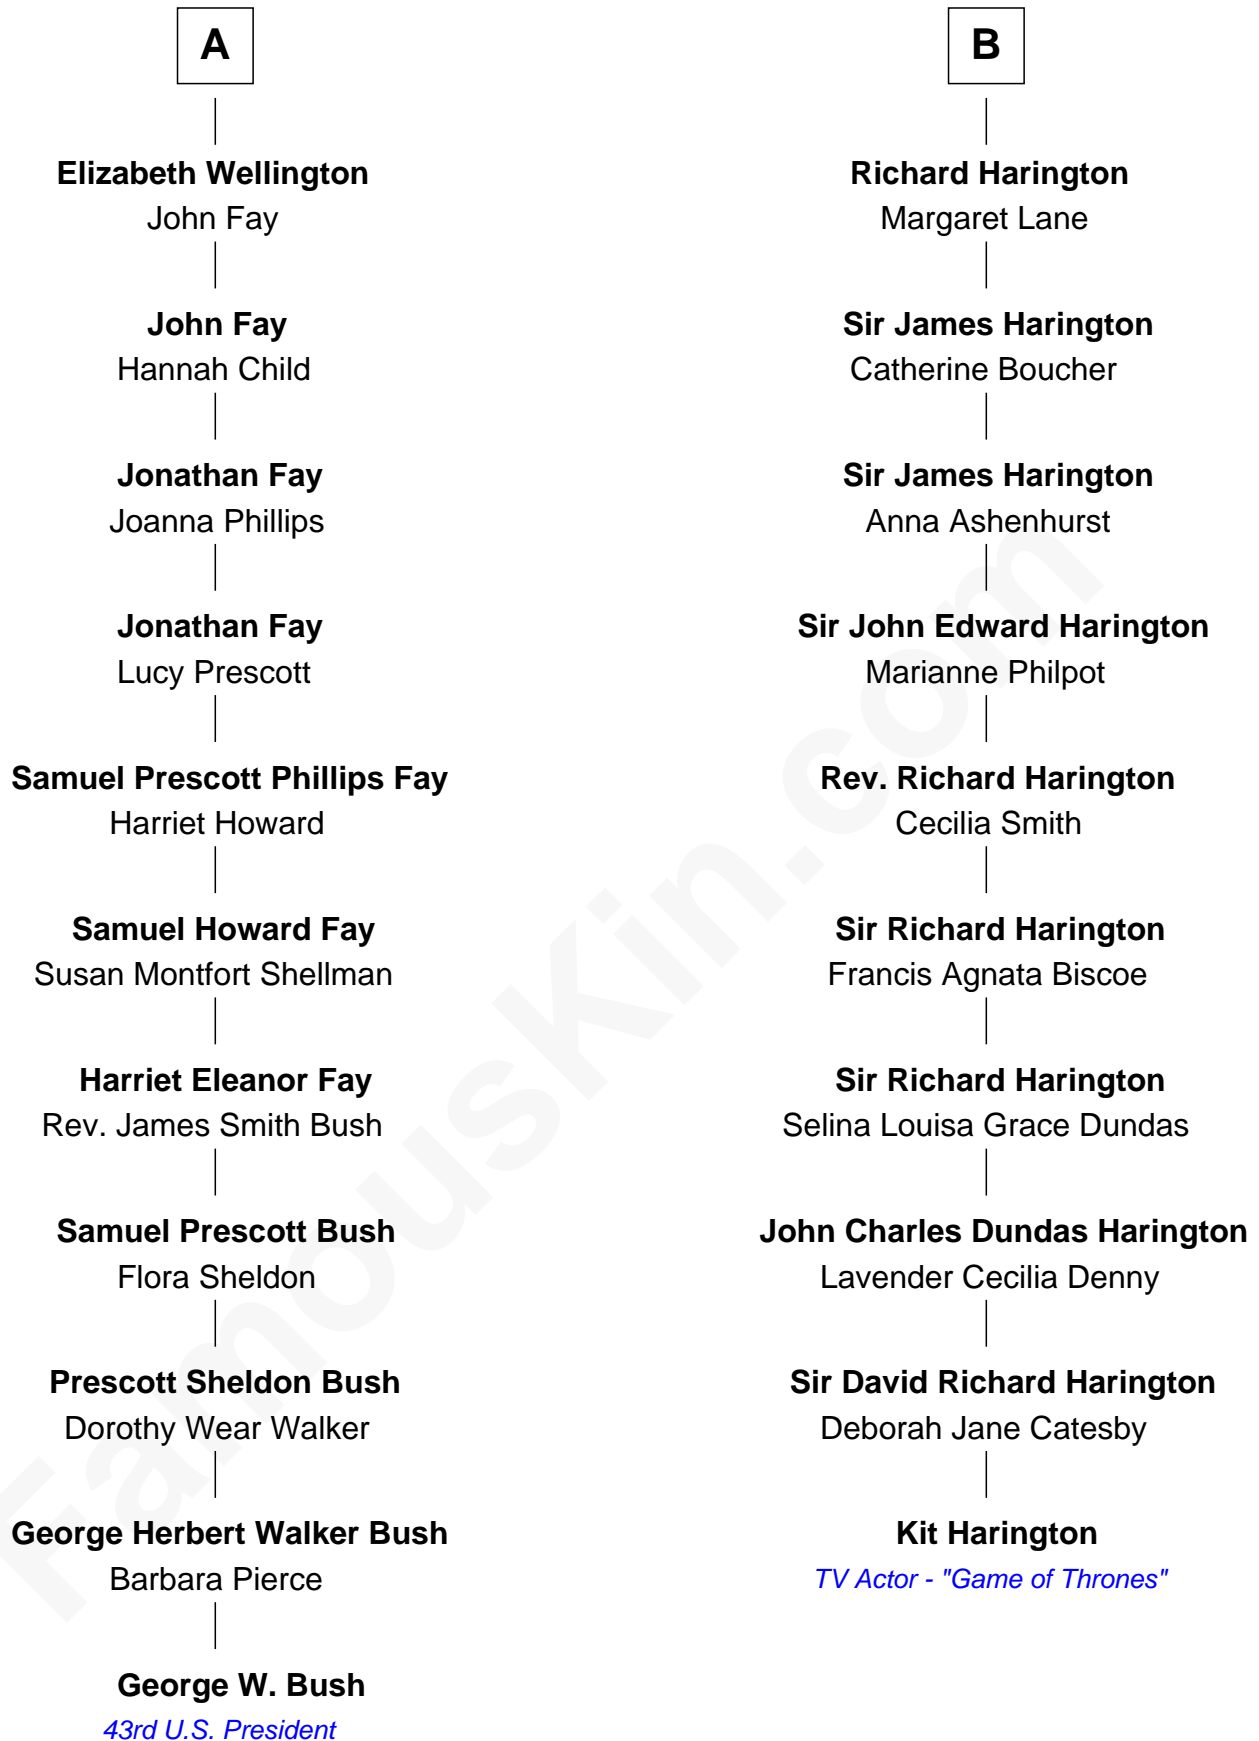 A
Elizabeth Wellington
John Fay
John Fay
Hannah Child
Jonathan Fay
Joanna Phillips
Jonathan Fay
Lucy Prescott
Samuel Prescott Phillips Fay
Harriet Howard
Samuel Howard Fay
Susan Montfort Shellman
Harriet Eleanor Fay
Rev. James Smith Bush
Samuel Prescott Bush
Flora Sheldon
Prescott Sheldon Bush
Dorothy Wear Walker
George Herbert Walker Bush
Barbara Pierce
George W. Bush
43rd U.S. President
B
Richard Harington
Margaret Lane
Sir James Harington
Catherine Boucher
Sir James Harington
Anna Ashenhurst
Sir John Edward Harington
Marianne Philpot
Rev. Richard Harington
Cecilia Smith
Sir Richard Harington
Francis Agnata Biscoe
Sir Richard Harington
Selina Louisa Grace Dundas
John Charles Dundas Harington
Lavender Cecilia Denny
Sir David Richard Harington
Deborah Jane Catesby
Kit Harington
TV Actor - "Game of Thrones"
FamousKin.com